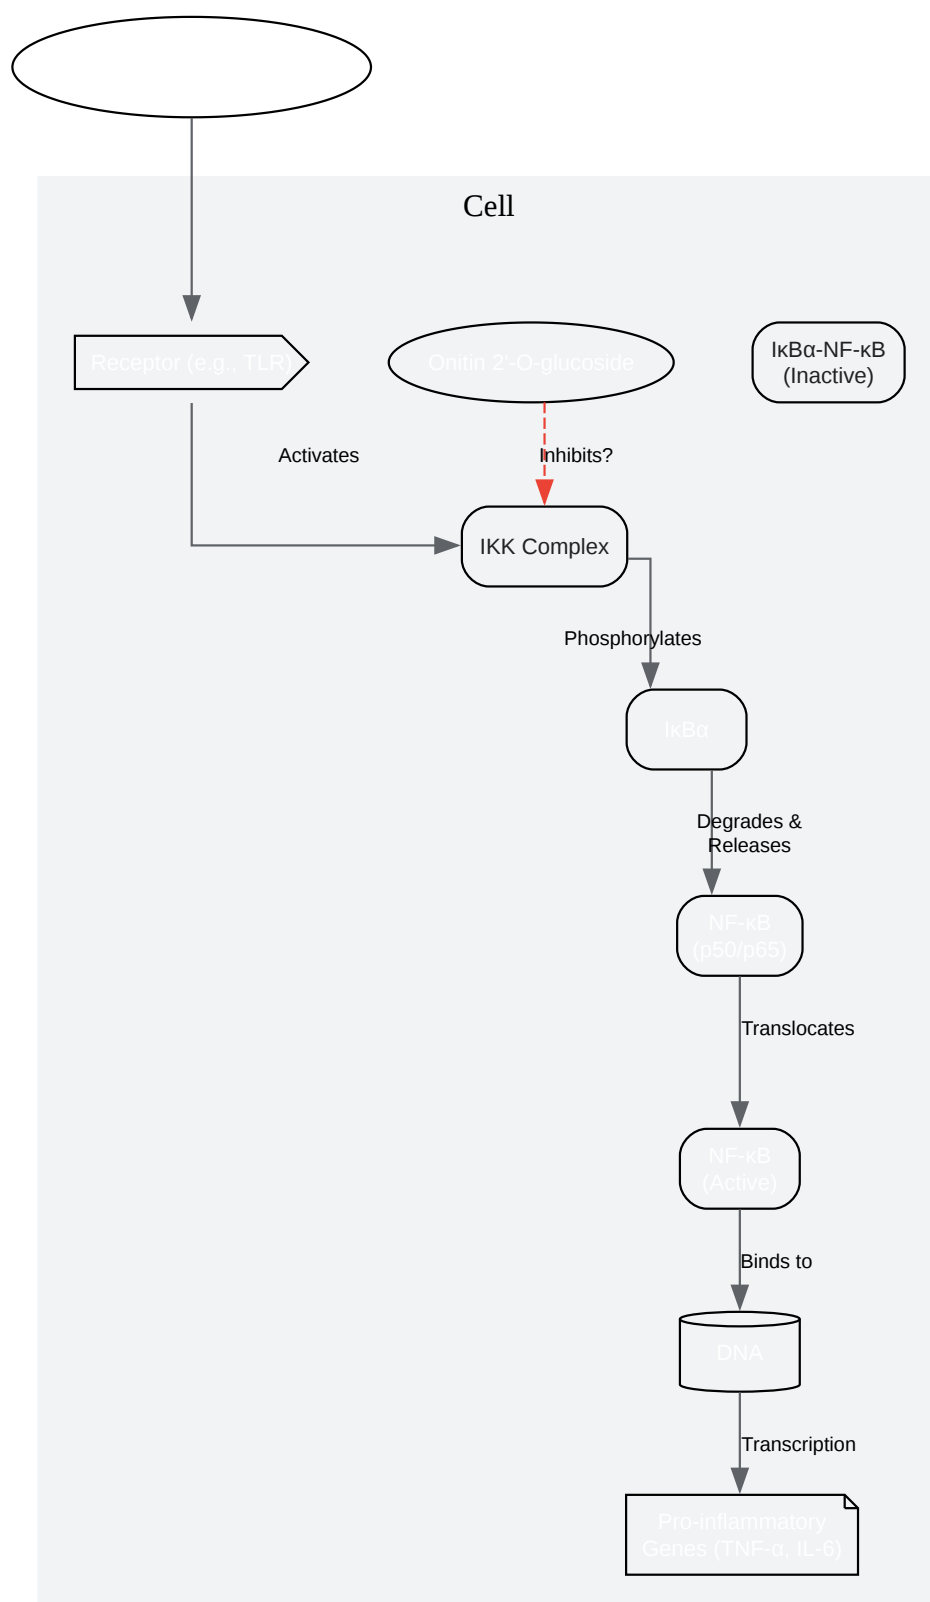 Cell
Receptor (e.g., TLR)
Onitin 2'-O-glucoside
IκBα-NF-κB
(Inactive)
Activates
Inhibits?
IKK Complex
Phosphorylates
IκBα
Degrades &
Releases
NF-κB
(p50/p65)
Translocates
NF-κB
(Active)
Binds to
DNA
Transcription
Pro-inflammatory
Genes (TNF-α, IL-6)